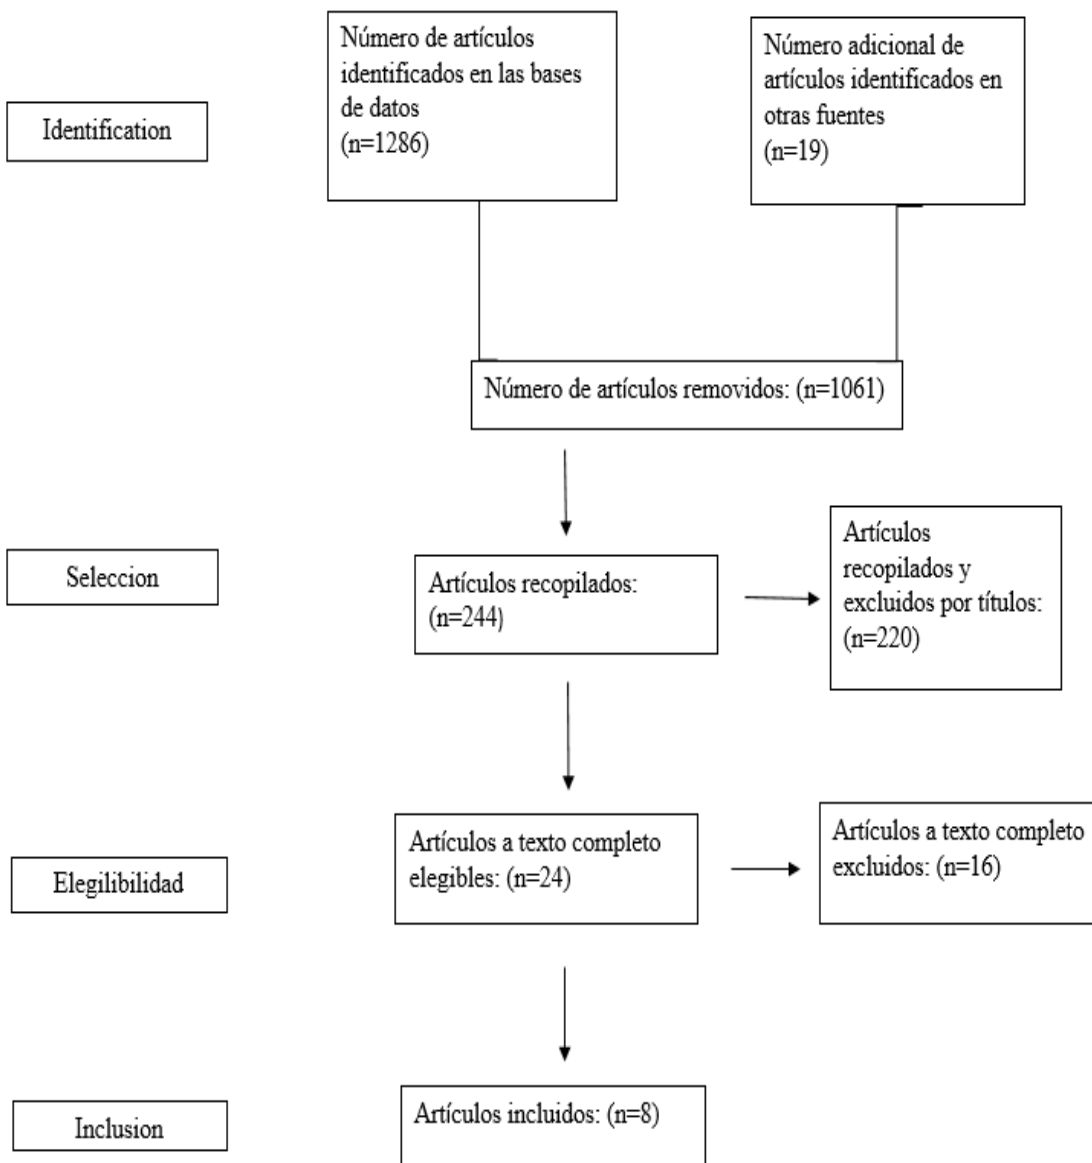 Número de artículos
identificados en las bases
de datos
(n=1286)
Número adicional de
artículos identificados en
otras fuentes
(n=19)
Identification
Número de artículos removidos: (n=1061)
Seleccion
Artículos recopilados:
(n=244)
Artículos
recopilados y
excluidos por títulos:
(n=220)
Elegilibilidad
Artículos a texto completo
elegibles: (n=24)
Artículos a texto completo
excluidos: (n=16)
Inclusion
Artículos incluidos: (n=8)